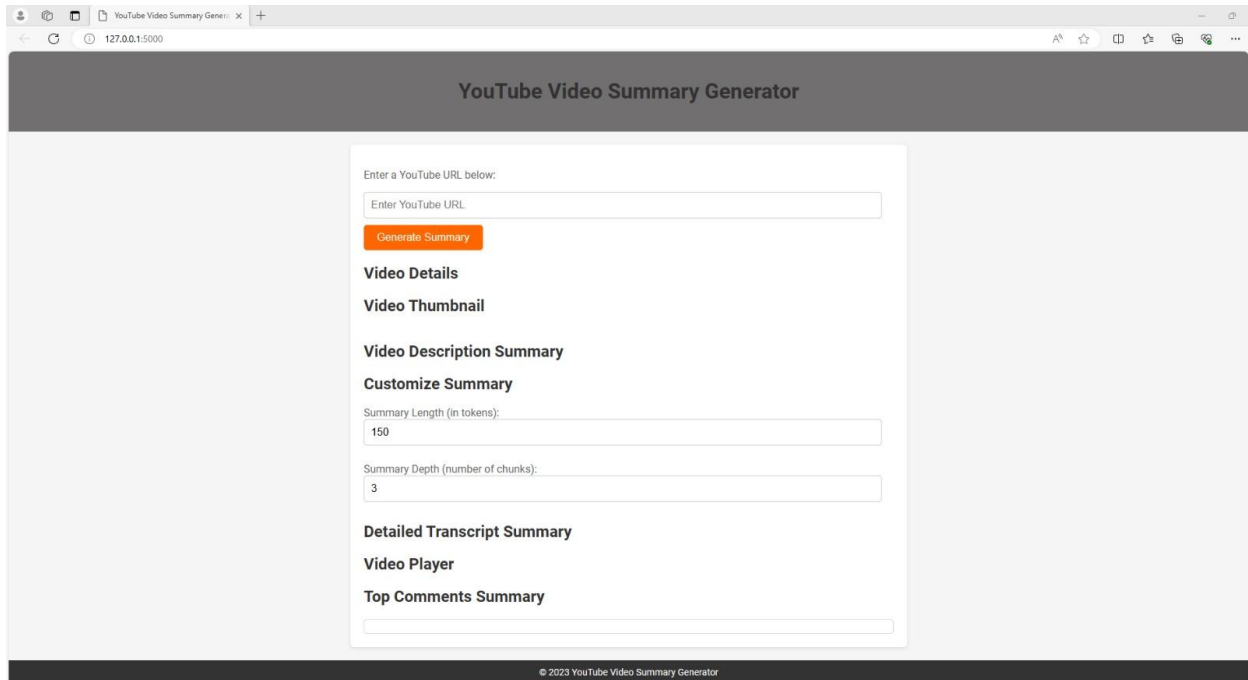 YouTube Video Summary Genera
127.0.0.1:5000
YouTube Video Summary Generator
Enter a YouTube URL below:
Enter YouTube URL
Generate Summary
Video Details
Video Thumbnail
Video Description Summary
Customize Summary
Summary Length (in tokens):
150
Summary Depth (number of chunks):
3
Detailed Transcript Summary
Video Player
Top Comments Summary
© 2023 YouTube Video Summary Generator